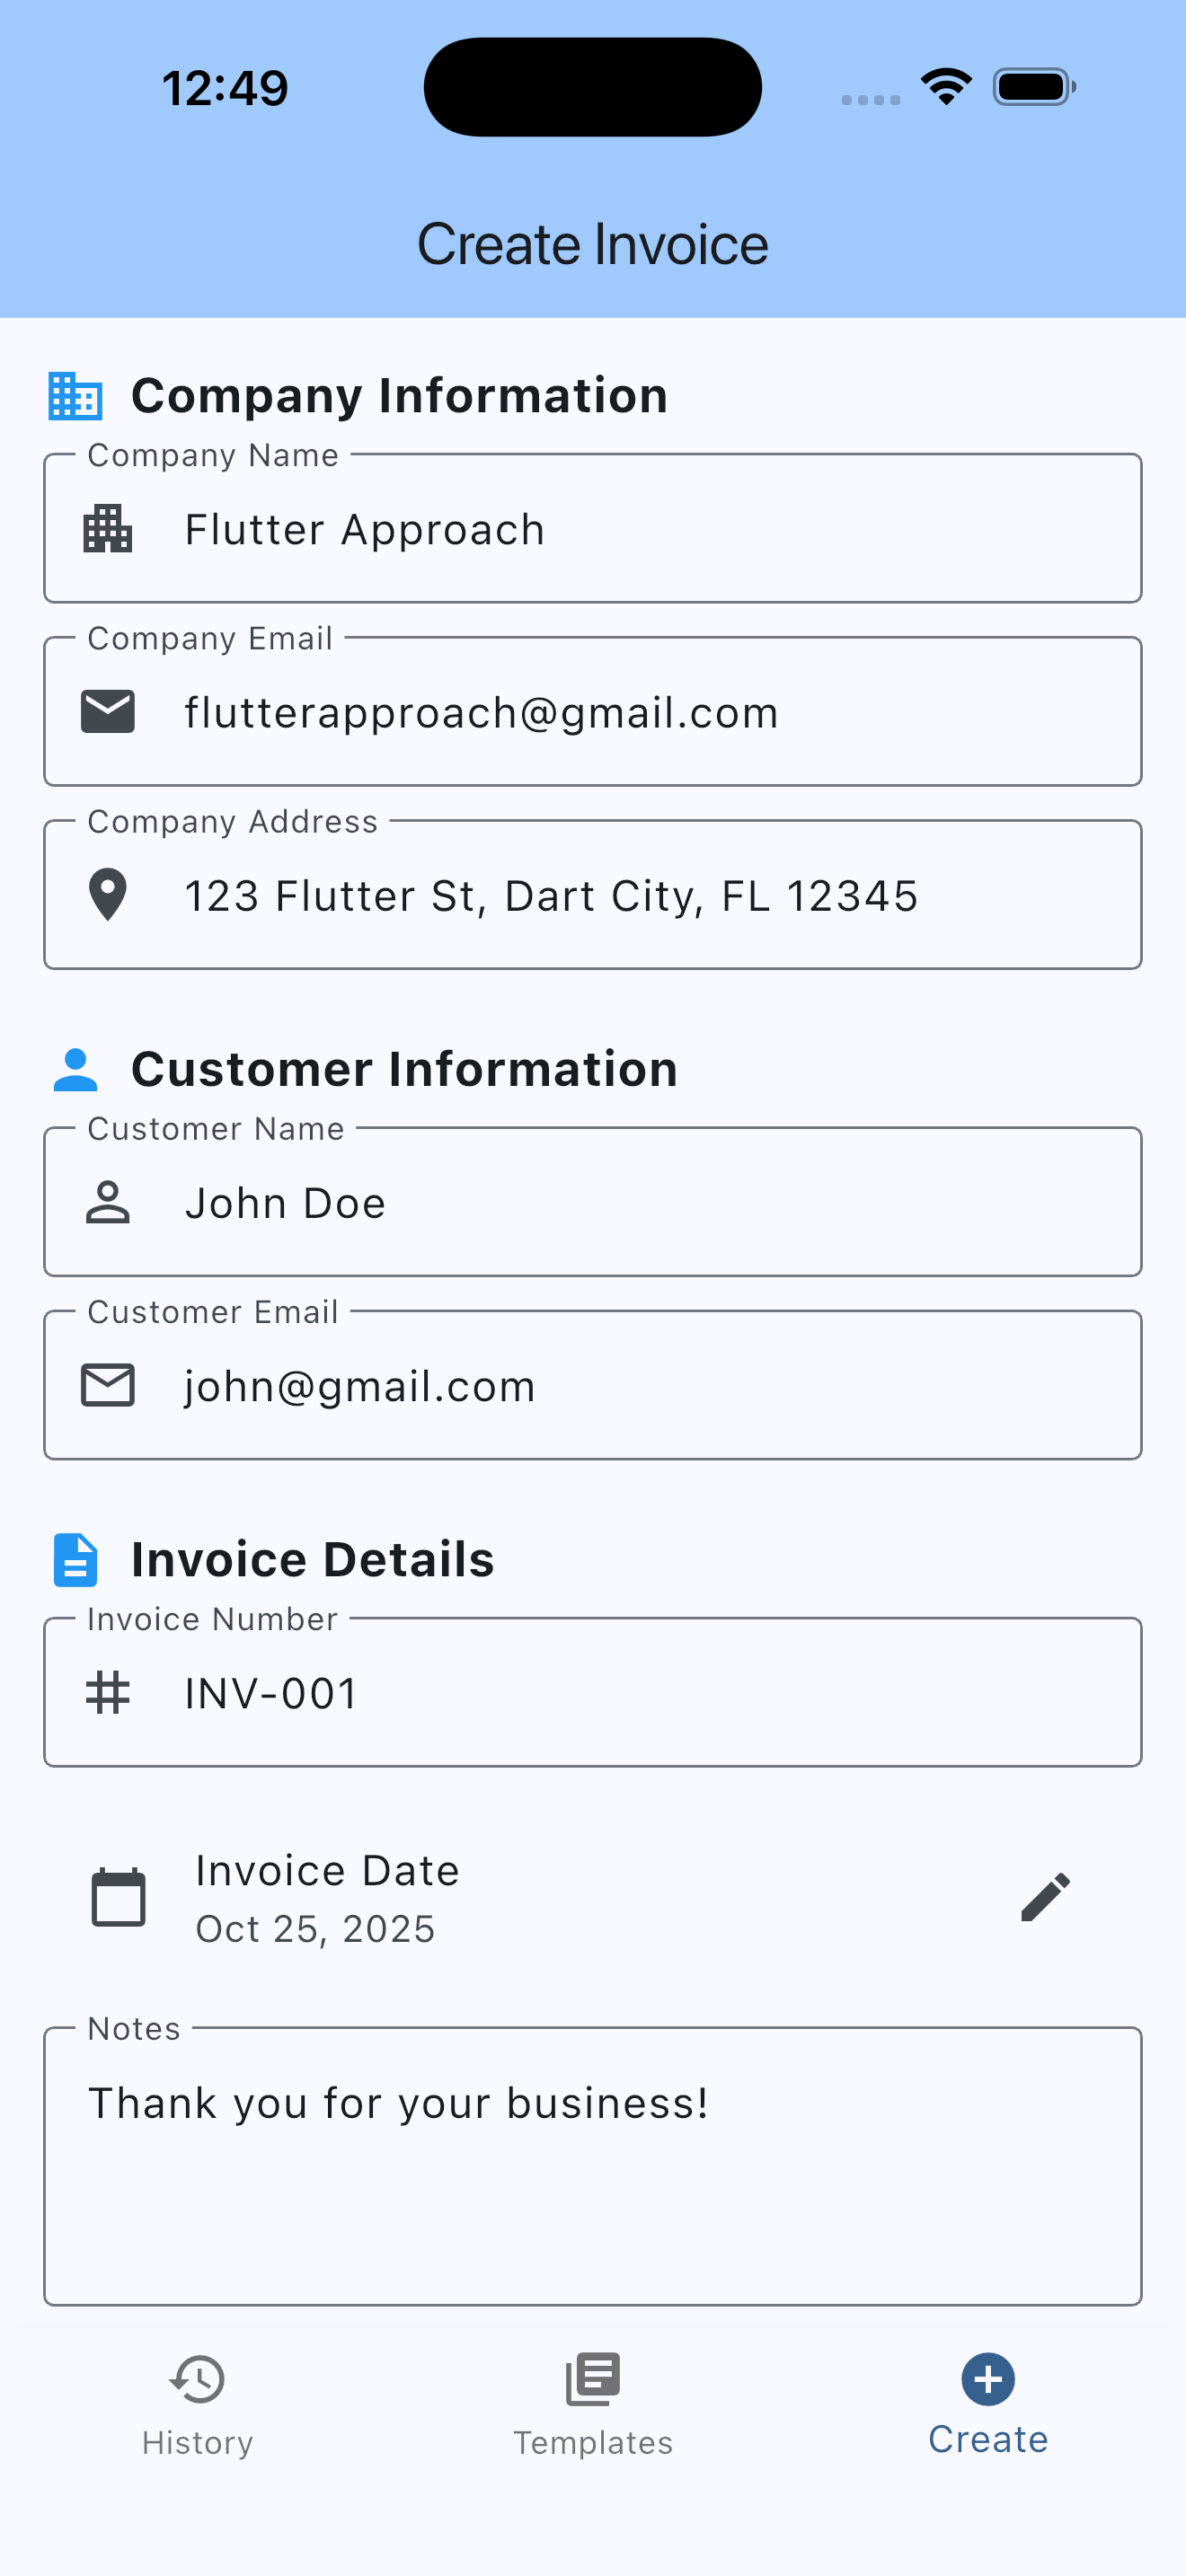 12:49
Create Invoice
Company Information
Company Name
Flutter Approach
Company Email
flutterapproach@gmail.com
Company Address
123 Flutter St, Dart City, FL 12345
Customer Information
Customer Name
John Doe
Customer Email
john@gmail.com
Invoice Details
Invoice Number
INV-001
Invoice Date
Oct 25, 2025
Notes
Thank you for your business!
History
Templates
Create